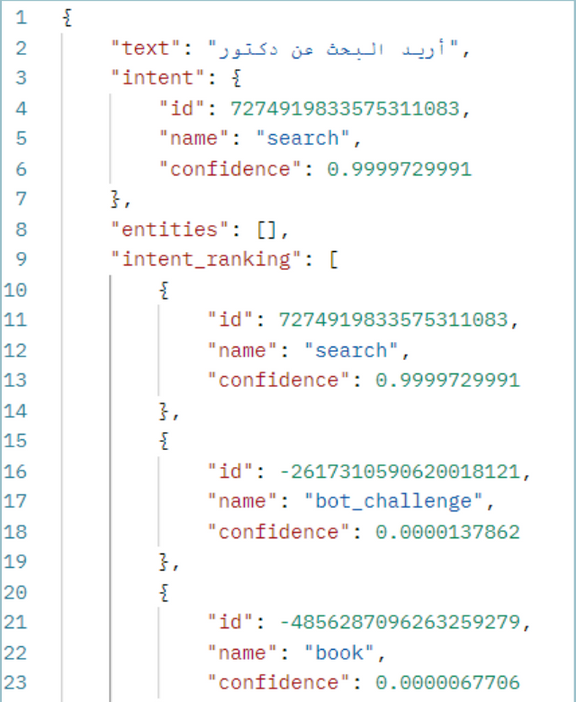 1 {
2 "text": "أريد البحث عن دكتور",
3 "intent": {
4 "id": 7274919833575311083,
5 "name": "search",
6 "confidence": 0.9999729991
7 },
8 "entities": [],
9 "intent_ranking": [
10 {
11 "id": 7274919833575311083,
12 "name": "search",
13 "confidence": 0.9999729991
14 },
15 {
16 "id": -2617310590620018121,
17 "name": "bot_challenge",
18 "confidence": 0.0000137862
19 },
20 {
21 "id": -4856287096263259279,
22 "name": "book",
23 "confidence": 0.0000067706